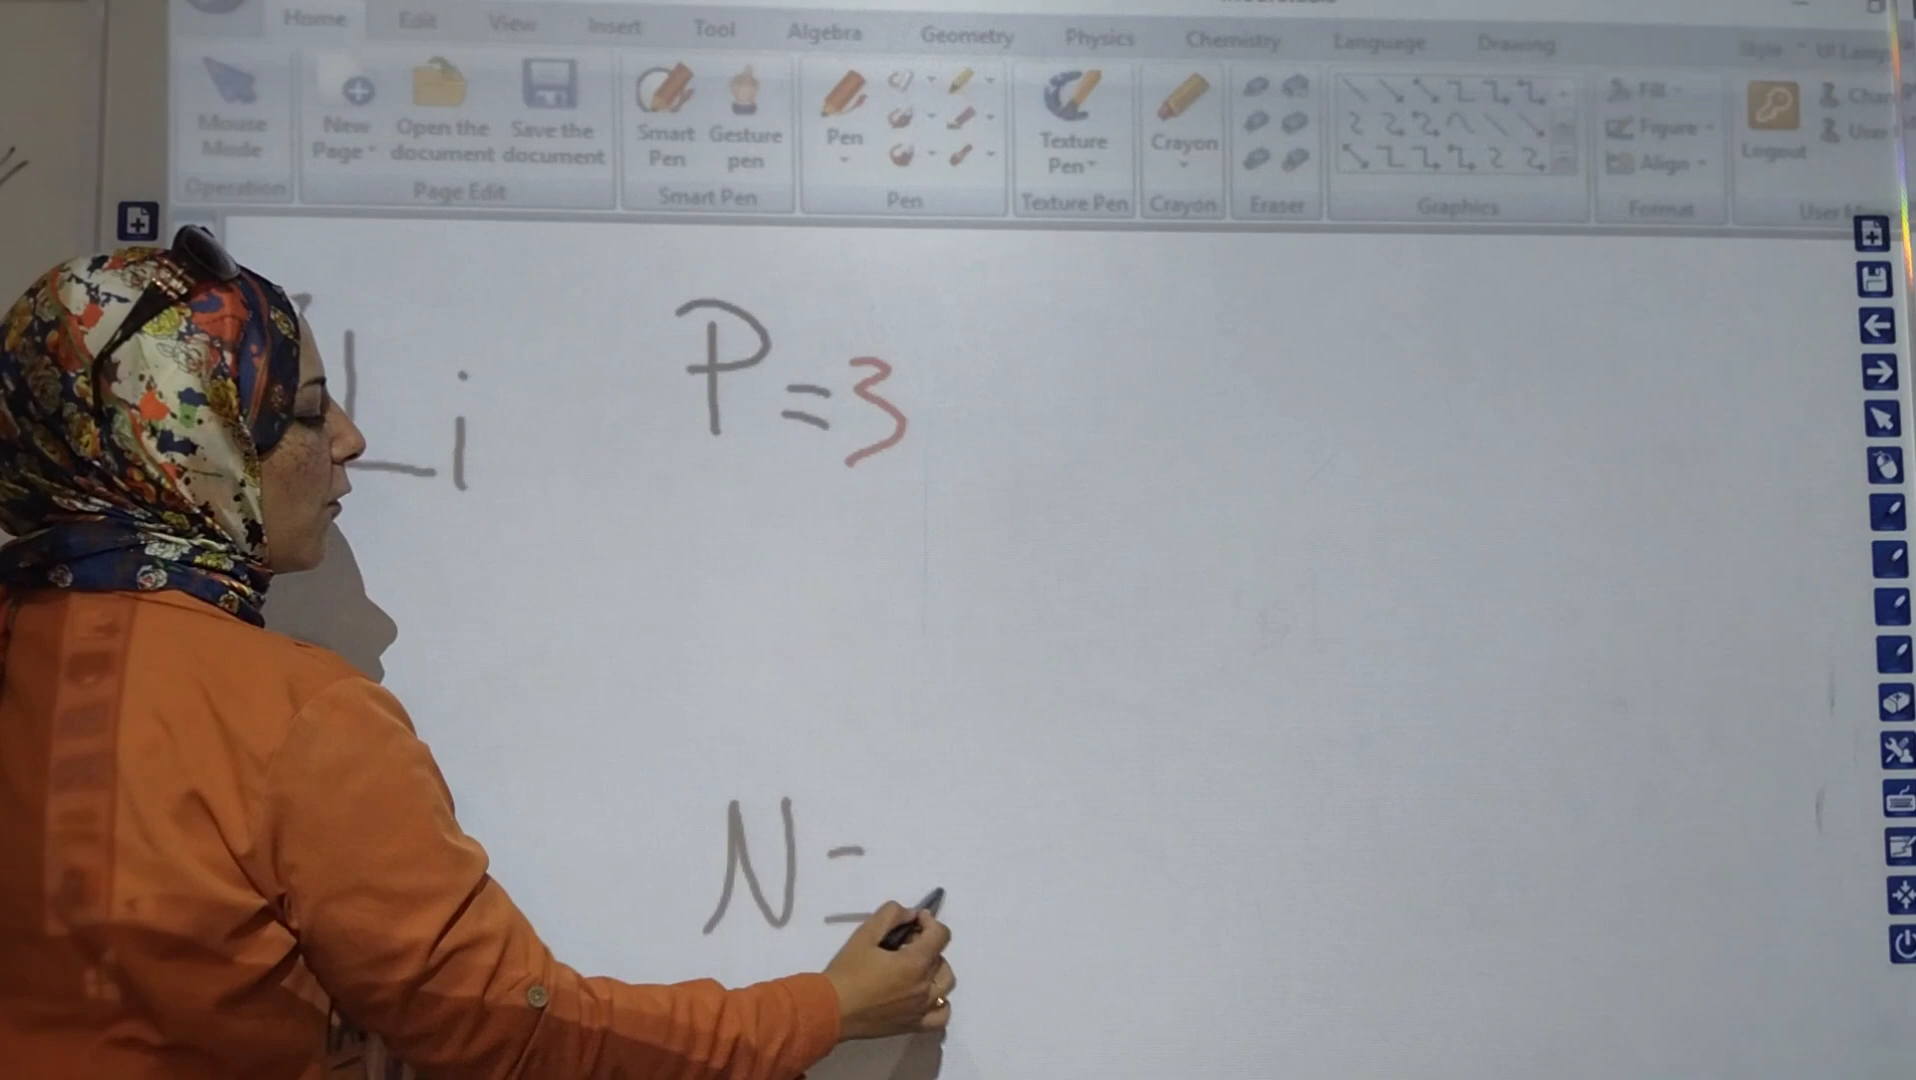 Home Edit View Insert Tool Algebra Geometry Physics Chemistry Language Drawing Style
Mouse Mode
New Page
Open the document
Save the document
Smart Pen
Gesture pen
Pen
Texture Pen
Crayon
Fill
Figure
Align
Logout
Operation Page Edit Smart Pen Pen Texture Pen Crayon Eraser Graphics Format
Li P = 3
N =